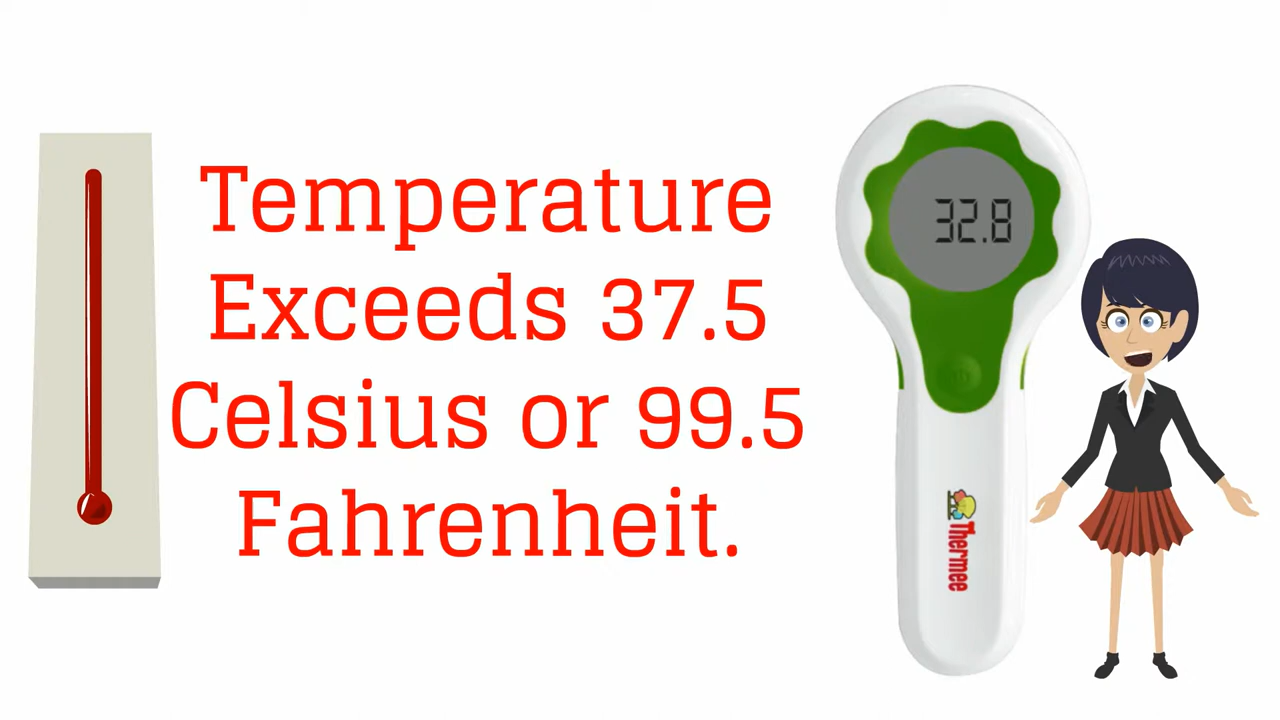 Temperature
Exceeds 37.5
Celsius or 99.5
Fahrenheit.
32.8
Thermee